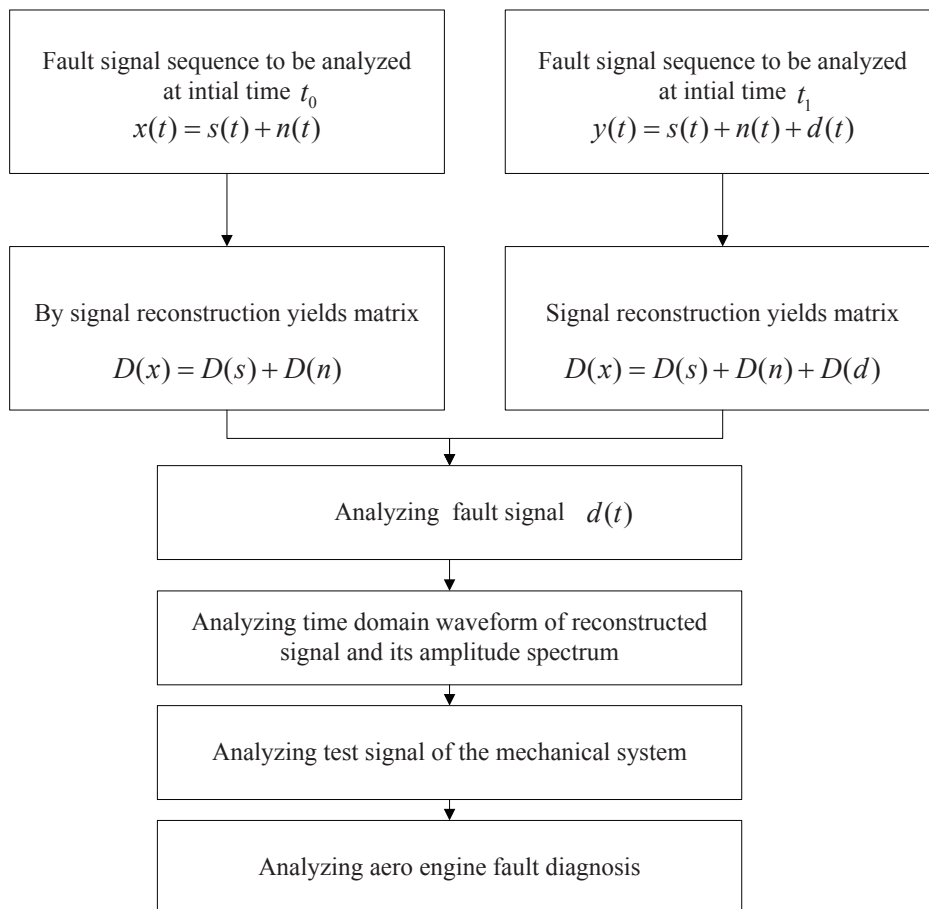 Fault signal sequence to be analyzed
at intial time t₀
x(t) = s(t) + n(t)
Fault signal sequence to be analyzed
at intial time t₁
y(t) = s(t) + n(t) + d(t)
By signal reconstruction yields matrix
D(x) = D(s) + D(n)
Signal reconstruction yields matrix
D(x) = D(s) + D(n) + D(d)
Analyzing fault signal d(t)
Analyzing time domain waveform of reconstructed
signal and its amplitude spectrum
Analyzing test signal of the mechanical system
Analyzing aero engine fault diagnosis